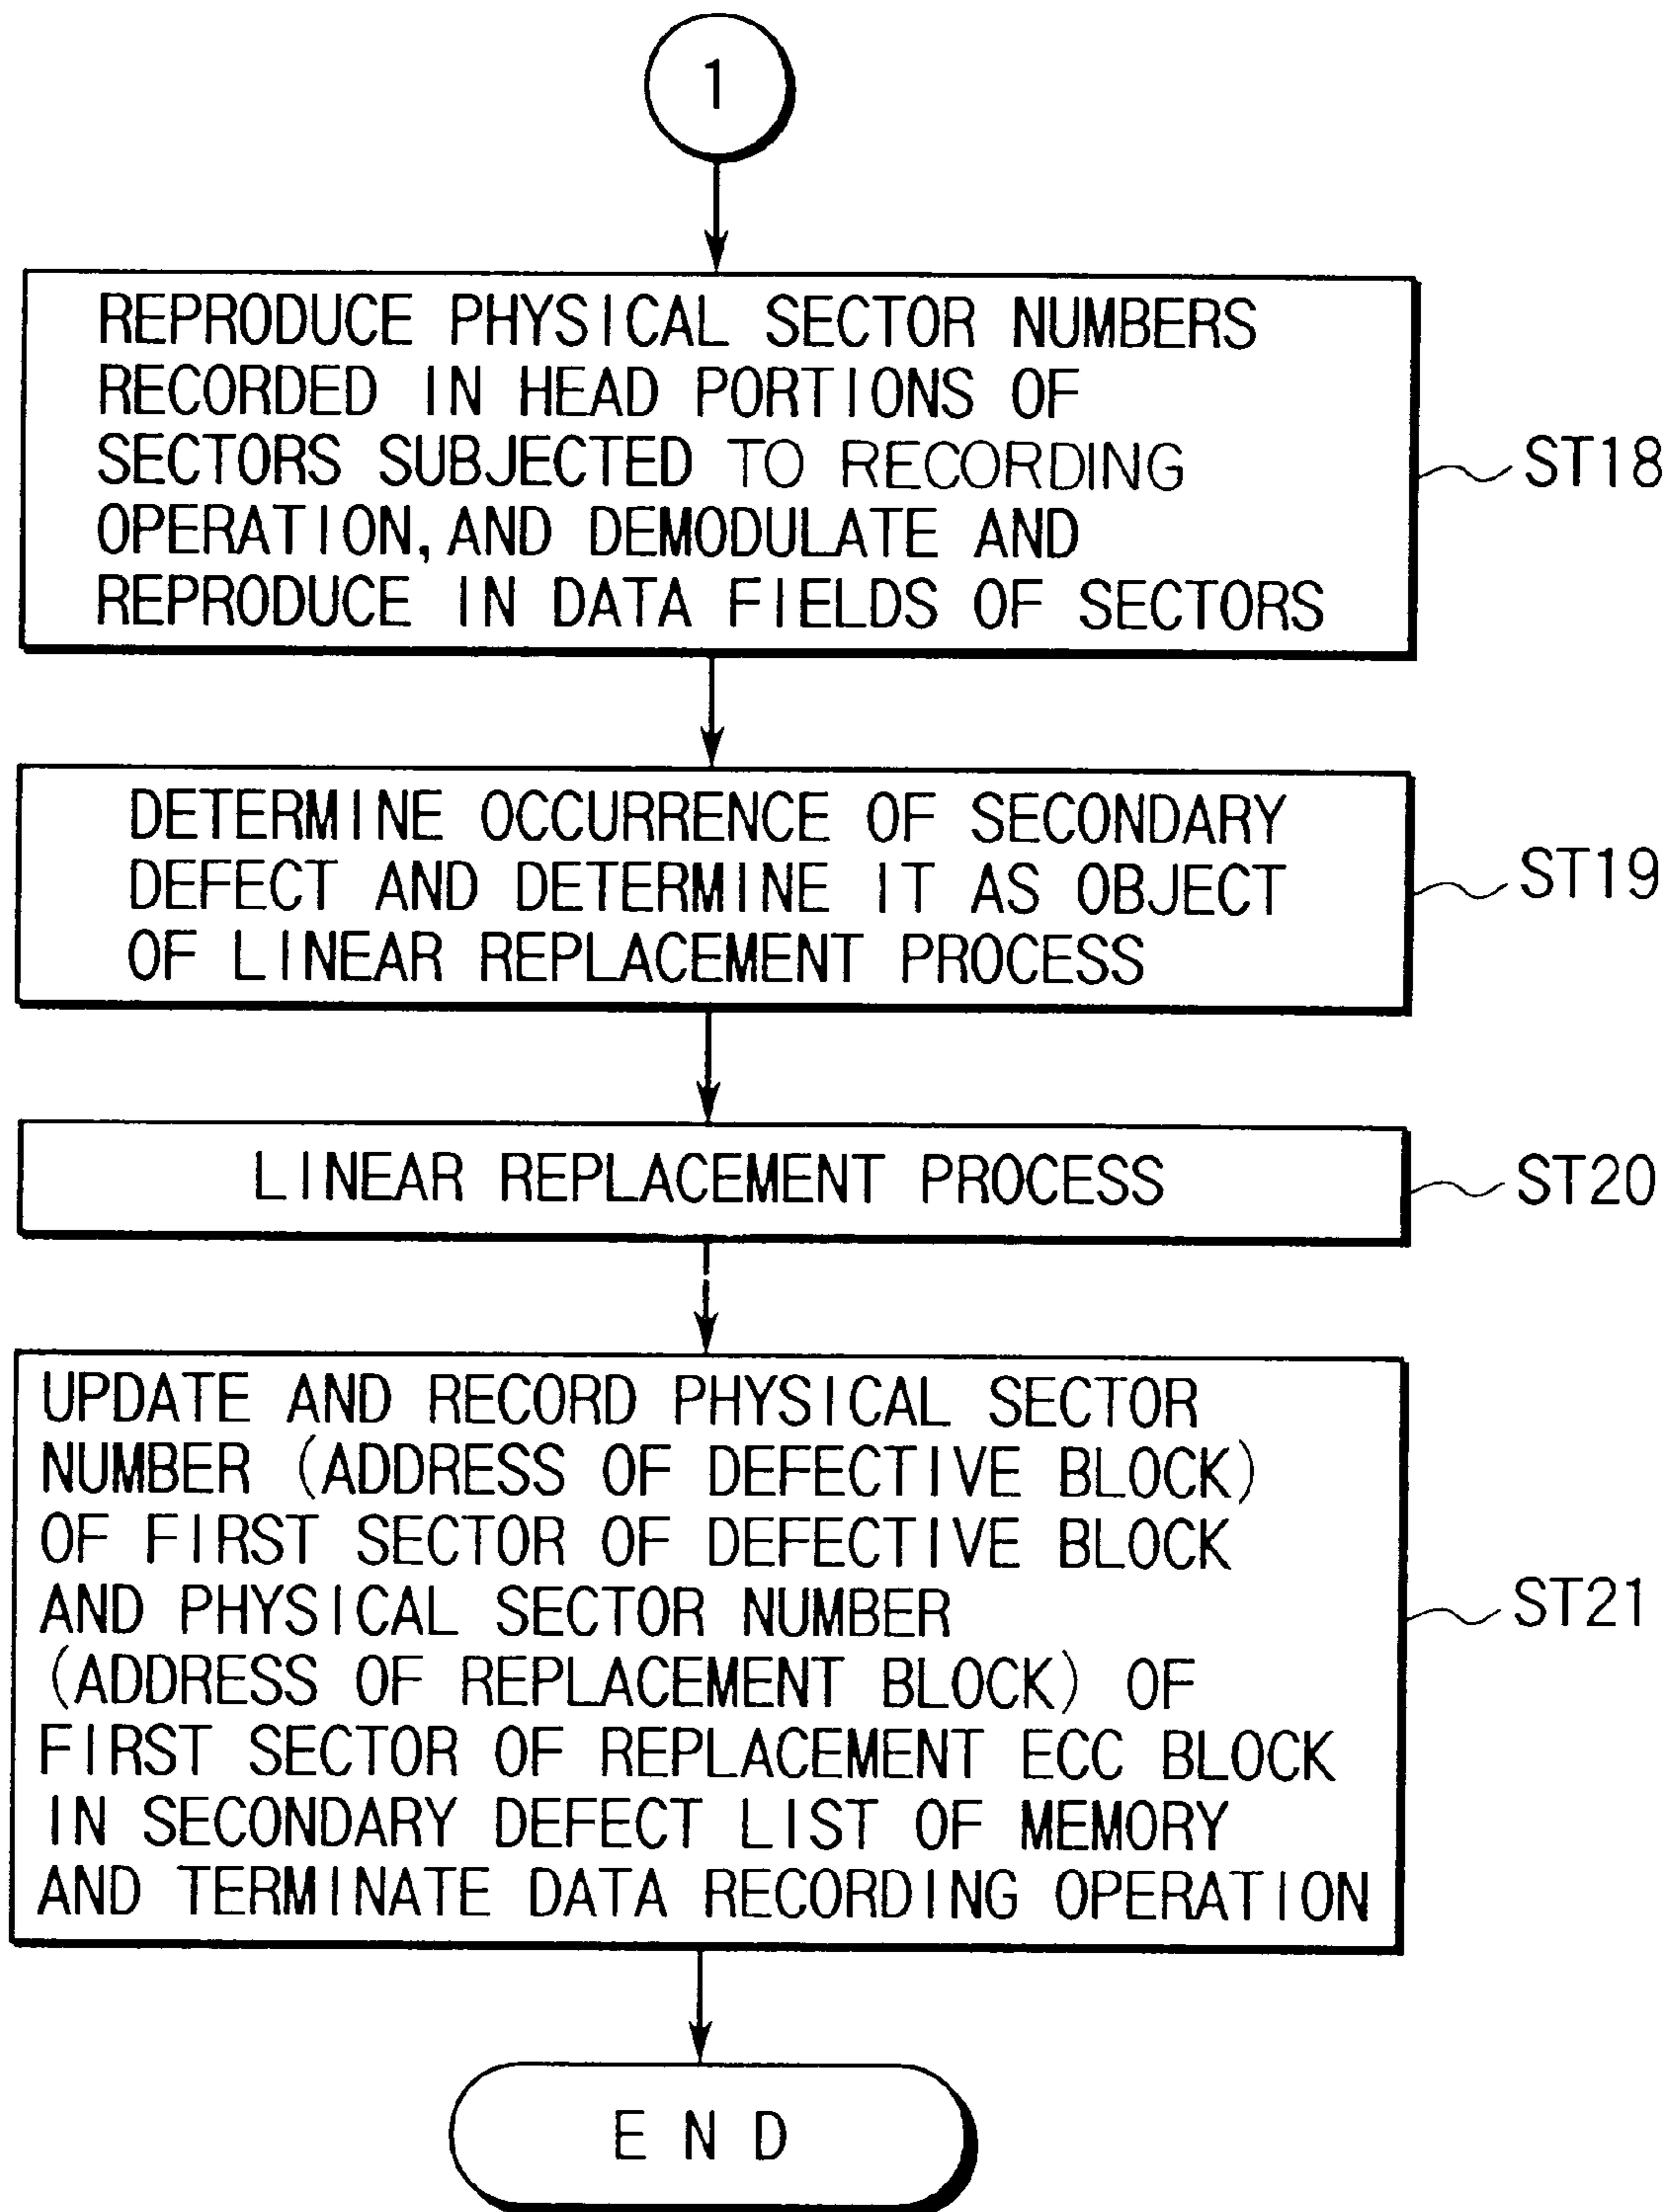 1
REPRODUCE PHYSICAL SECTOR NUMBERS
RECORDED IN HEAD PORTIONS OF
SECTORS SUBJECTED TO RECORDING
OPERATION, AND DEMODULATE AND
REPRODUCE IN DATA FIELDS OF SECTORS
ST18
DETERMINE OCCURRENCE OF SECONDARY
DEFECT AND DETERMINE IT AS OBJECT
OF LINEAR REPLACEMENT PROCESS
ST19
LINEAR REPLACEMENT PROCESS
ST20
UPDATE AND RECORD PHYSICAL SECTOR
NUMBER (ADDRESS OF DEFECTIVE BLOCK)
OF FIRST SECTOR OF DEFECTIVE BLOCK
AND PHYSICAL SECTOR NUMBER
(ADDRESS OF REPLACEMENT BLOCK) OF
FIRST SECTOR OF REPLACEMENT ECC BLOCK
IN SECONDARY DEFECT LIST OF MEMORY
AND TERMINATE DATA RECORDING OPERATION
ST21
END